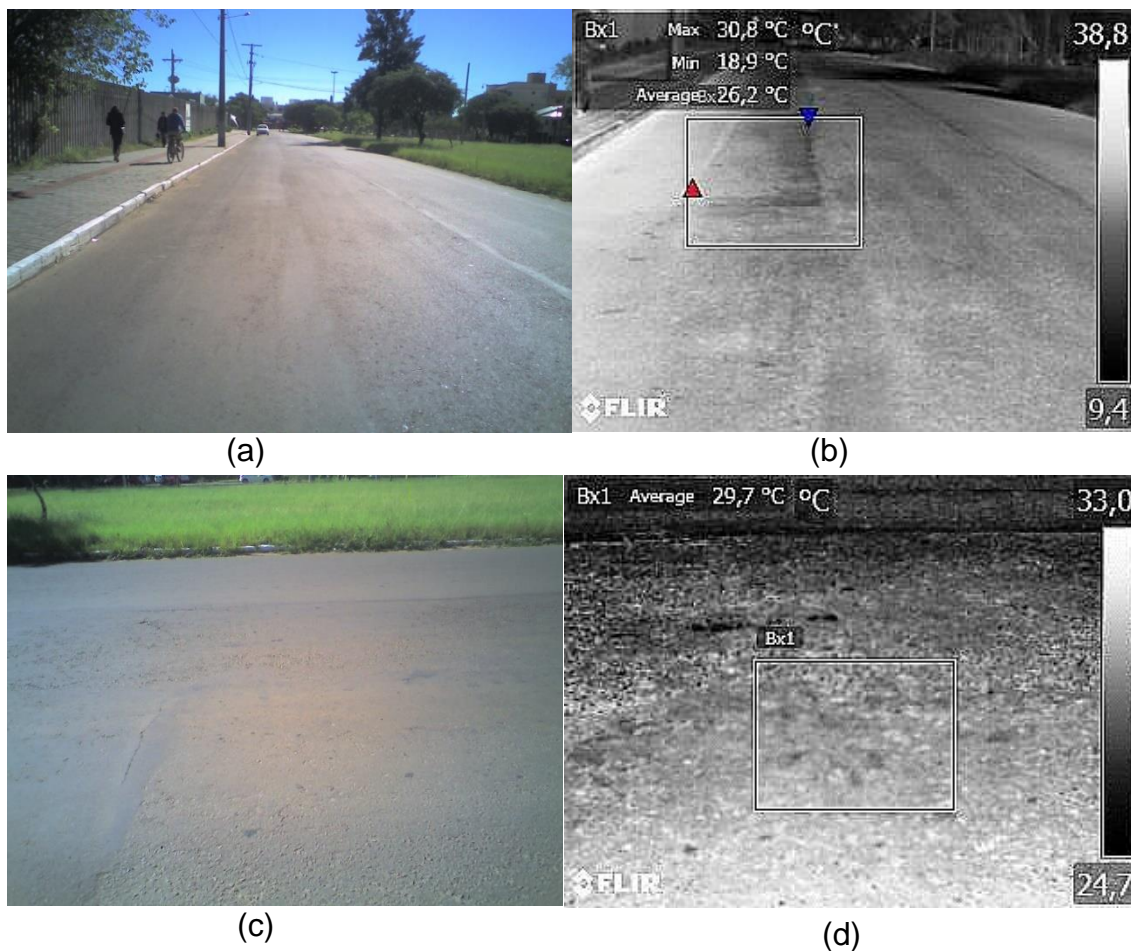 Bx1 Max 30,8 °C °C 38,8
Min 18,9 °C
Average 26,2 °C
9,4
FLIR
(a)
(b)
Bx1 Average 29,7 °C °C 33,0
Bx1
FLIR
24,7
(c)
(d)